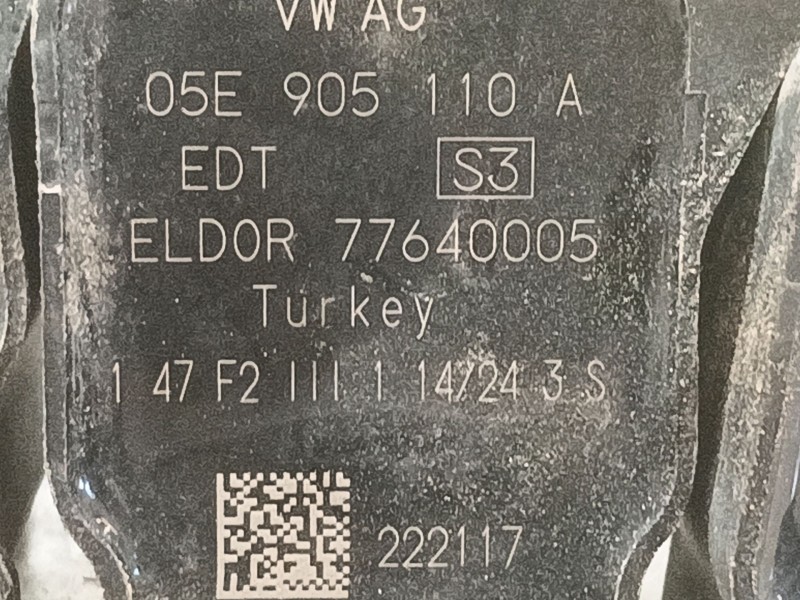 VW AG
05E 905 110 A
EDT S3
ELDOR 77640005
Turkey
1 47 F2 III 1 14/24 3 S
222117